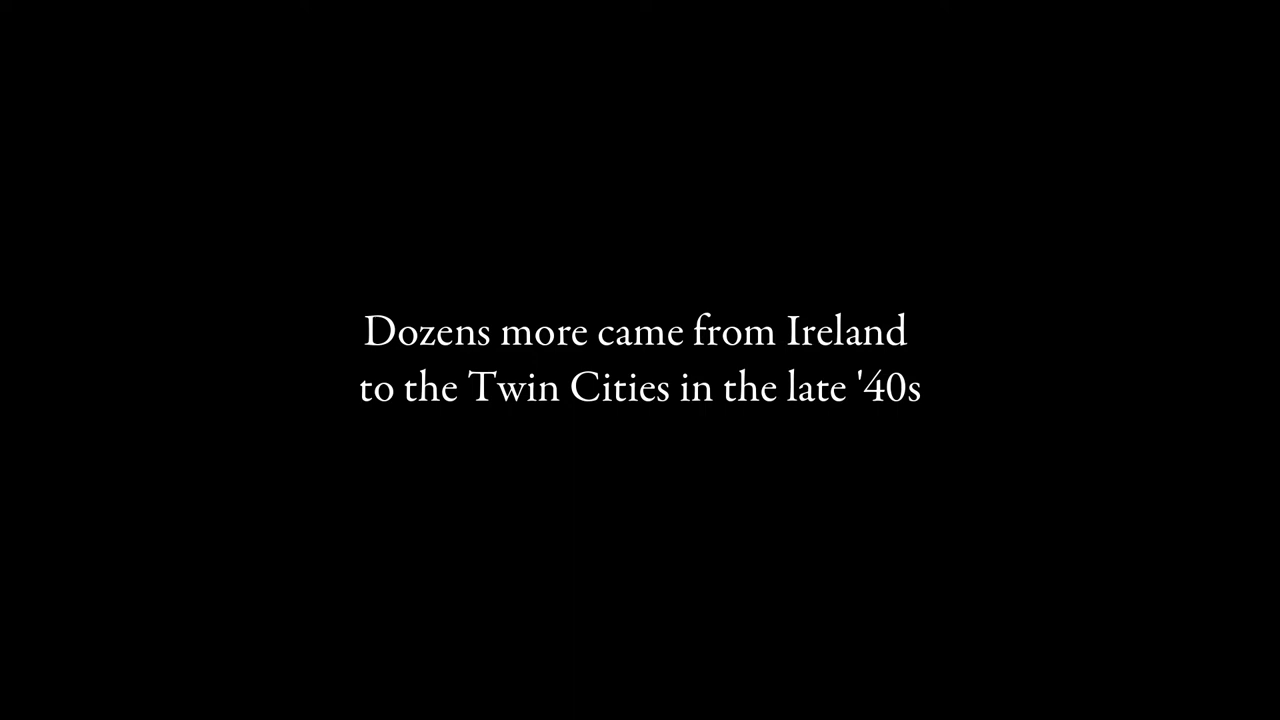 Dozens more came from Ireland
to the Twin Cities in the late '40s